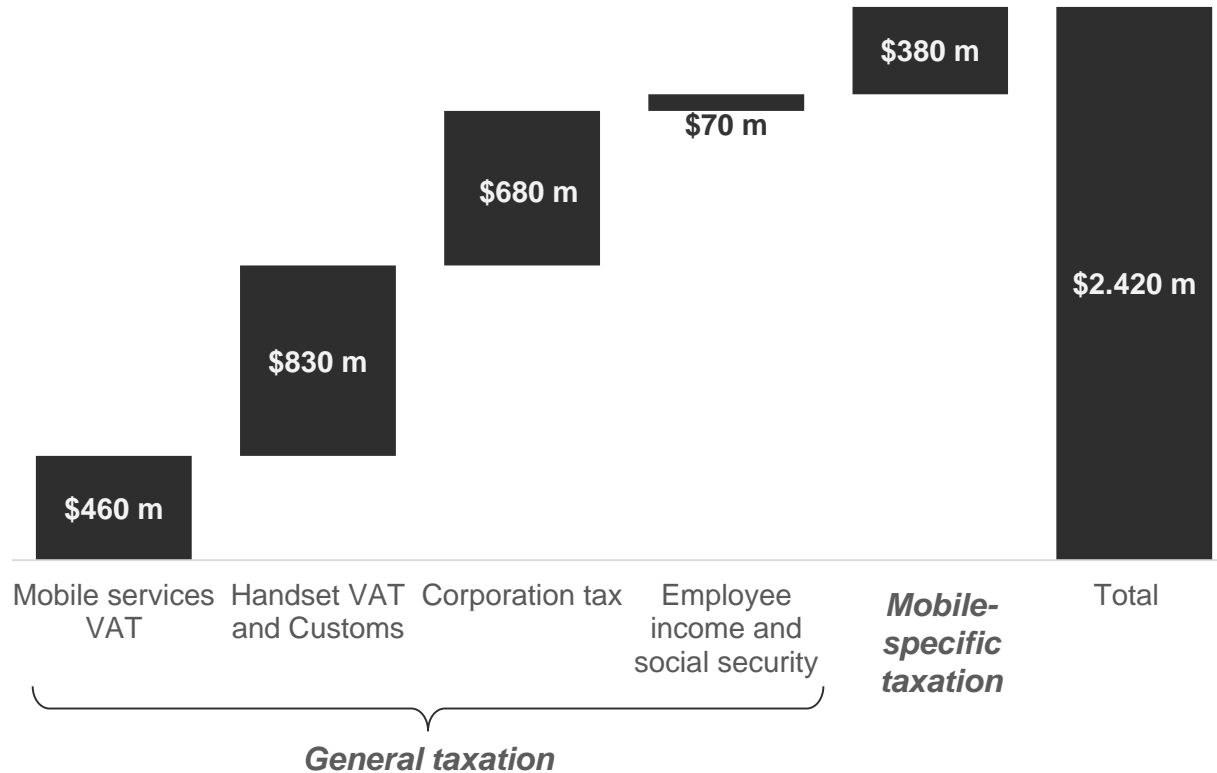 $380 m
$70 m
$680 m
$2.420 m
$830 m
$460 m
Mobile services
VAT
Handset VAT
and Customs
Corporation tax
Employee
income and
social security
Mobile-
specific
taxation
Total
General taxation